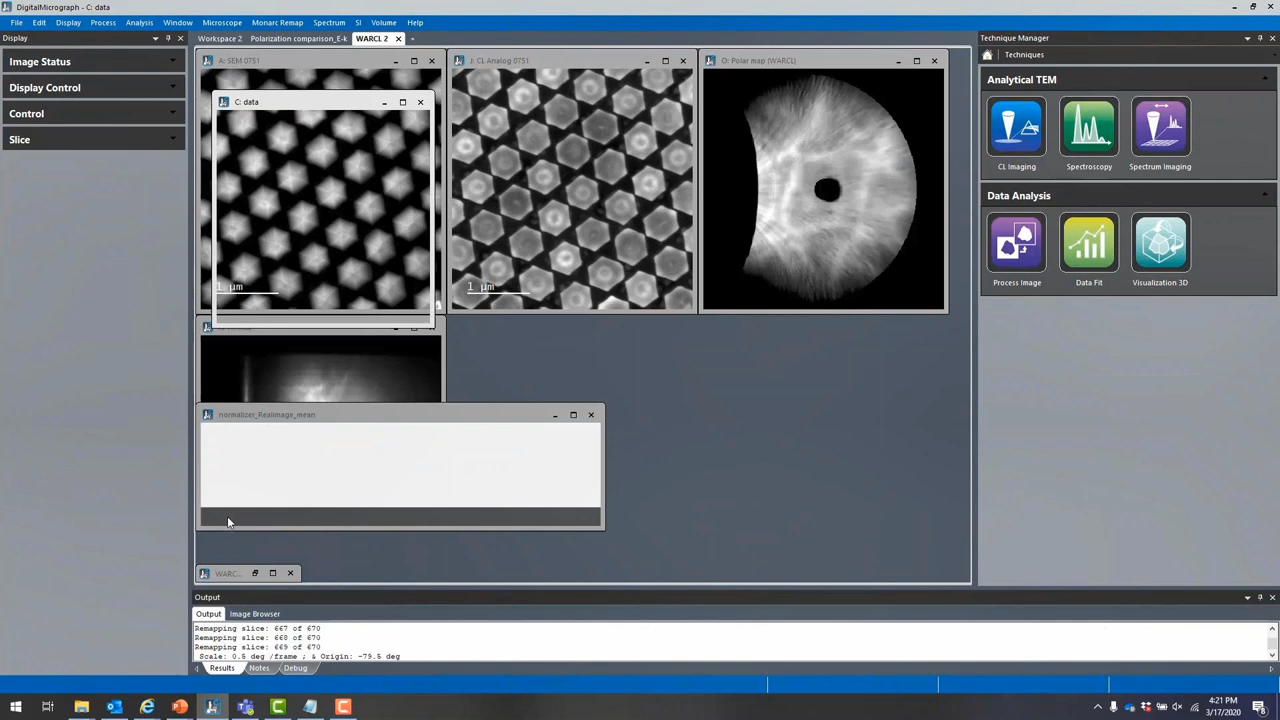 DigitalMicrograph - C: data
File Edit Display Process Analysis Window Microscope Monarc Remap Spectrum SI Volume Help
Display
Workspace 2 Polarization comparison_E-k WARCL 2
Technique Manager
Techniques
Image Status
Display Control
Control
Slice
A: SEM 0751
J: CL Analog 0751
O: Polar map (WARCL)
C: data
1 µm
1 µm
Analytical TEM
CL Imaging
Spectroscopy
Spectrum Imaging
Data Analysis
Process Image
Data Fit
Visualization 3D
normalizer_Realimage_mean
WARC...
Output
Output Image Browser
Remapping slice: 667 of 670
Remapping slice: 668 of 670
Remapping slice: 669 of 670
Scale: 0.5 deg /frame ; & Origin: -79.5 deg
Results Notes Debug
4:21 PM
3/17/2020
8